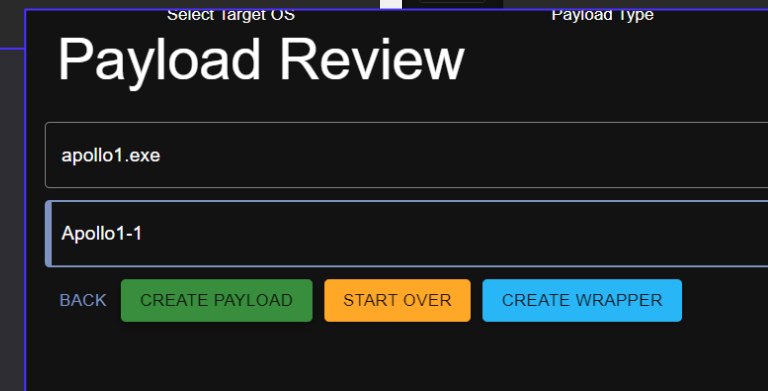 Select Target OS Payload Type
Payload Review
apollo1.exe
Apollo1-1
BACK CREATE PAYLOAD START OVER CREATE WRAPPER